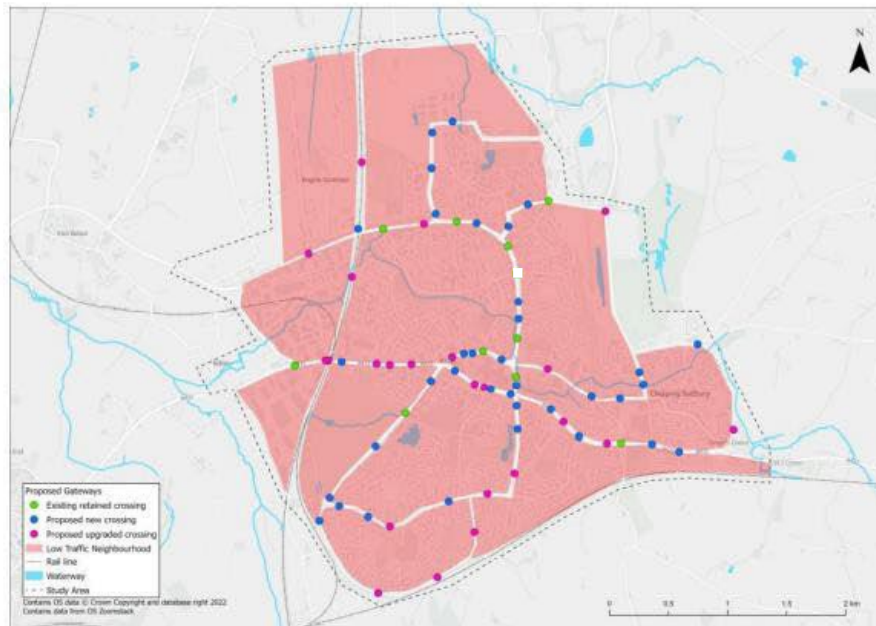 N
Chipping Sodbury
Proposed Gateways
Existing retained crossing
Proposed new crossing
Proposed upgraded crossing
Low Traffic Neighbourhood
Rail line
Waterway
Study Area
Contains OS data © Crown Copyright and database right 2022
Contains data from OS Zoomstack
0 0.5 1 1.5 2 km